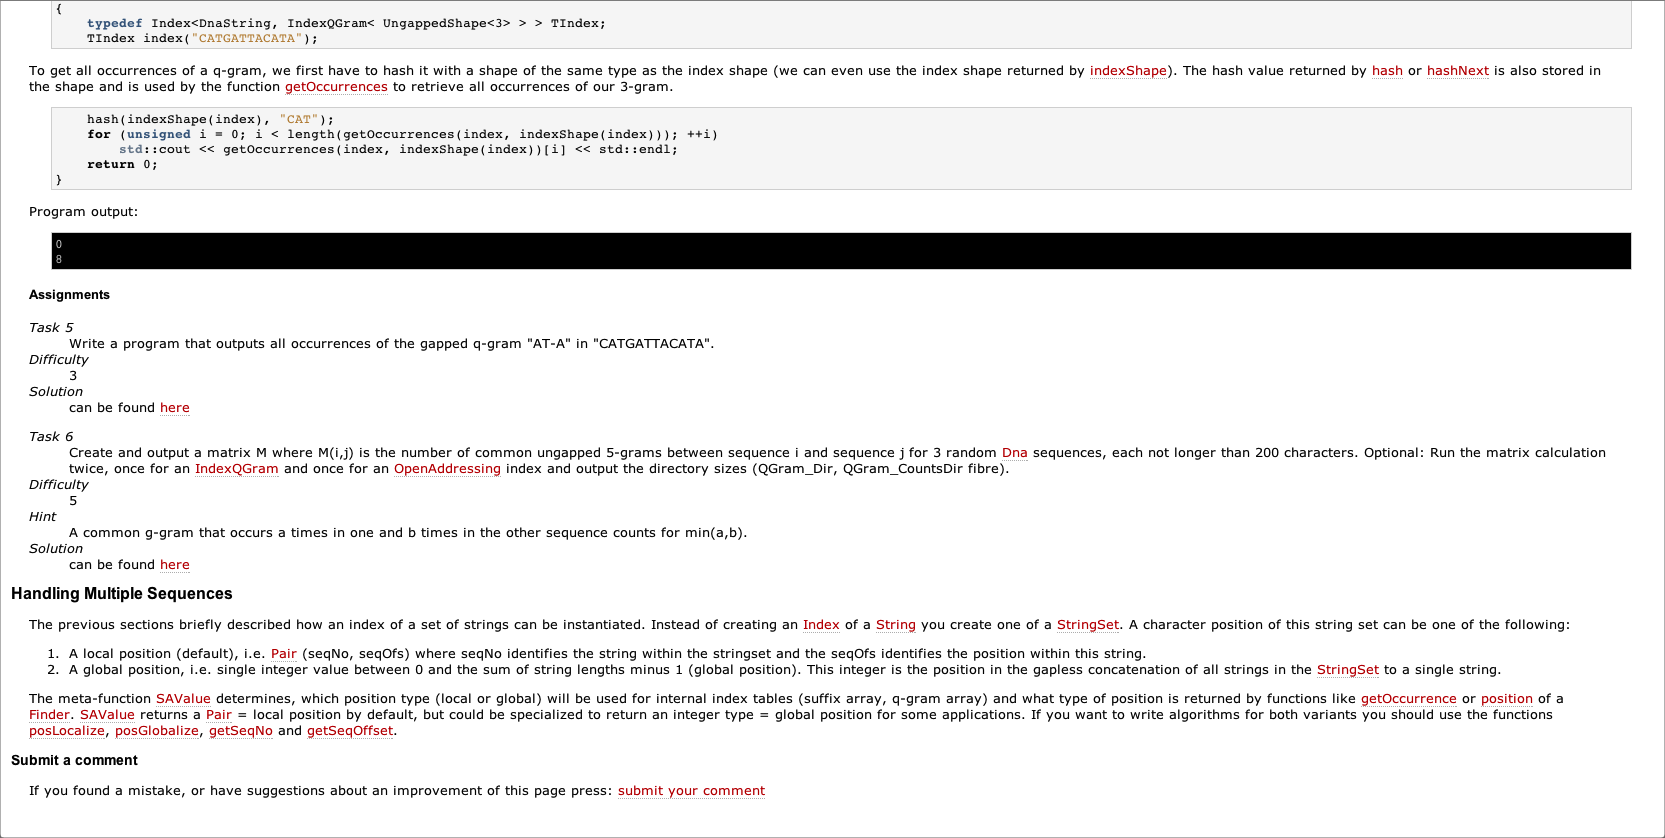 {
    typedef Index<DnaString, IndexQGram< UngappedShape<3> > > TIndex;
    TIndex index("CATGATTACATA");
To get all occurrences of a q-gram, we first have to hash it with a shape of the same type as the index shape (we can even use the index shape returned by indexShape). The hash value returned by hash or hashNext is also stored in
the shape and is used by the function getOccurrences to retrieve all occurrences of our 3-gram.
    hash(indexShape(index), "CAT");
    for (unsigned i = 0; i < length(getOccurrences(index, indexShape(index))); ++i)
        std::cout << getOccurrences(index, indexShape(index))[i] << std::endl;
    return 0;
}
Program output:
0
8
Assignments
Task 5
Write a program that outputs all occurrences of the gapped q-gram "AT-A" in "CATGATTACATA".
Difficulty
3
Solution
can be found here
Task 6
Create and output a matrix M where M(i,j) is the number of common ungapped 5-grams between sequence i and sequence j for 3 random Dna sequences, each not longer than 200 characters. Optional: Run the matrix calculation
twice, once for an IndexQGram and once for an OpenAddressing index and output the directory sizes (QGram_Dir, QGram_CountsDir fibre).
Difficulty
5
Hint
A common g-gram that occurs a times in one and b times in the other sequence counts for min(a,b).
Solution
can be found here
Handling Multiple Sequences
The previous sections briefly described how an index of a set of strings can be instantiated. Instead of creating an Index of a String you create one of a StringSet. A character position of this string set can be one of the following:
1. A local position (default), i.e. Pair (seqNo, seqOfs) where seqNo identifies the string within the stringset and the seqOfs identifies the position within this string.
2. A global position, i.e. single integer value between 0 and the sum of string lengths minus 1 (global position). This integer is the position in the gapless concatenation of all strings in the StringSet to a single string.
The meta-function SAValue determines, which position type (local or global) will be used for internal index tables (suffix array, q-gram array) and what type of position is returned by functions like getOccurrence or position of a
Finder. SAValue returns a Pair = local position by default, but could be specialized to return an integer type = global position for some applications. If you want to write algorithms for both variants you should use the functions
posLocalize, posGlobalize, getSeqNo and getSeqOffset.
Submit a comment
If you found a mistake, or have suggestions about an improvement of this page press: submit your comment